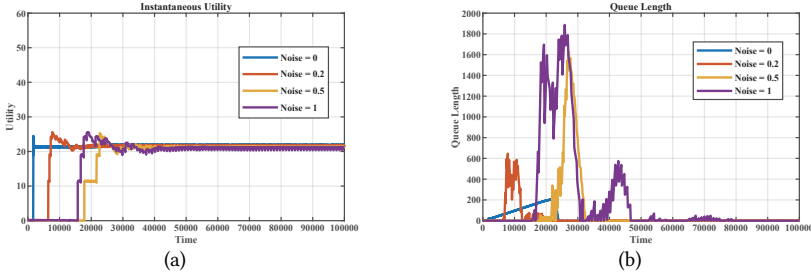 Instantaneous Utility
60
50
40
30
20
10
0
Utility
Noise = 0
Noise = 0.2
Noise = 0.5
Noise = 1
0 10000 20000 30000 40000 50000 60000 70000 80000 90000 100000
Time
(a)
Queue Length
2000
1800
1600
1400
1200
1000
800
600
400
200
0
Queue Length
Noise = 0
Noise = 0.2
Noise = 0.5
Noise = 1
0 10000 20000 30000 40000 50000 60000 70000 80000 90000 100000
Time
(b)